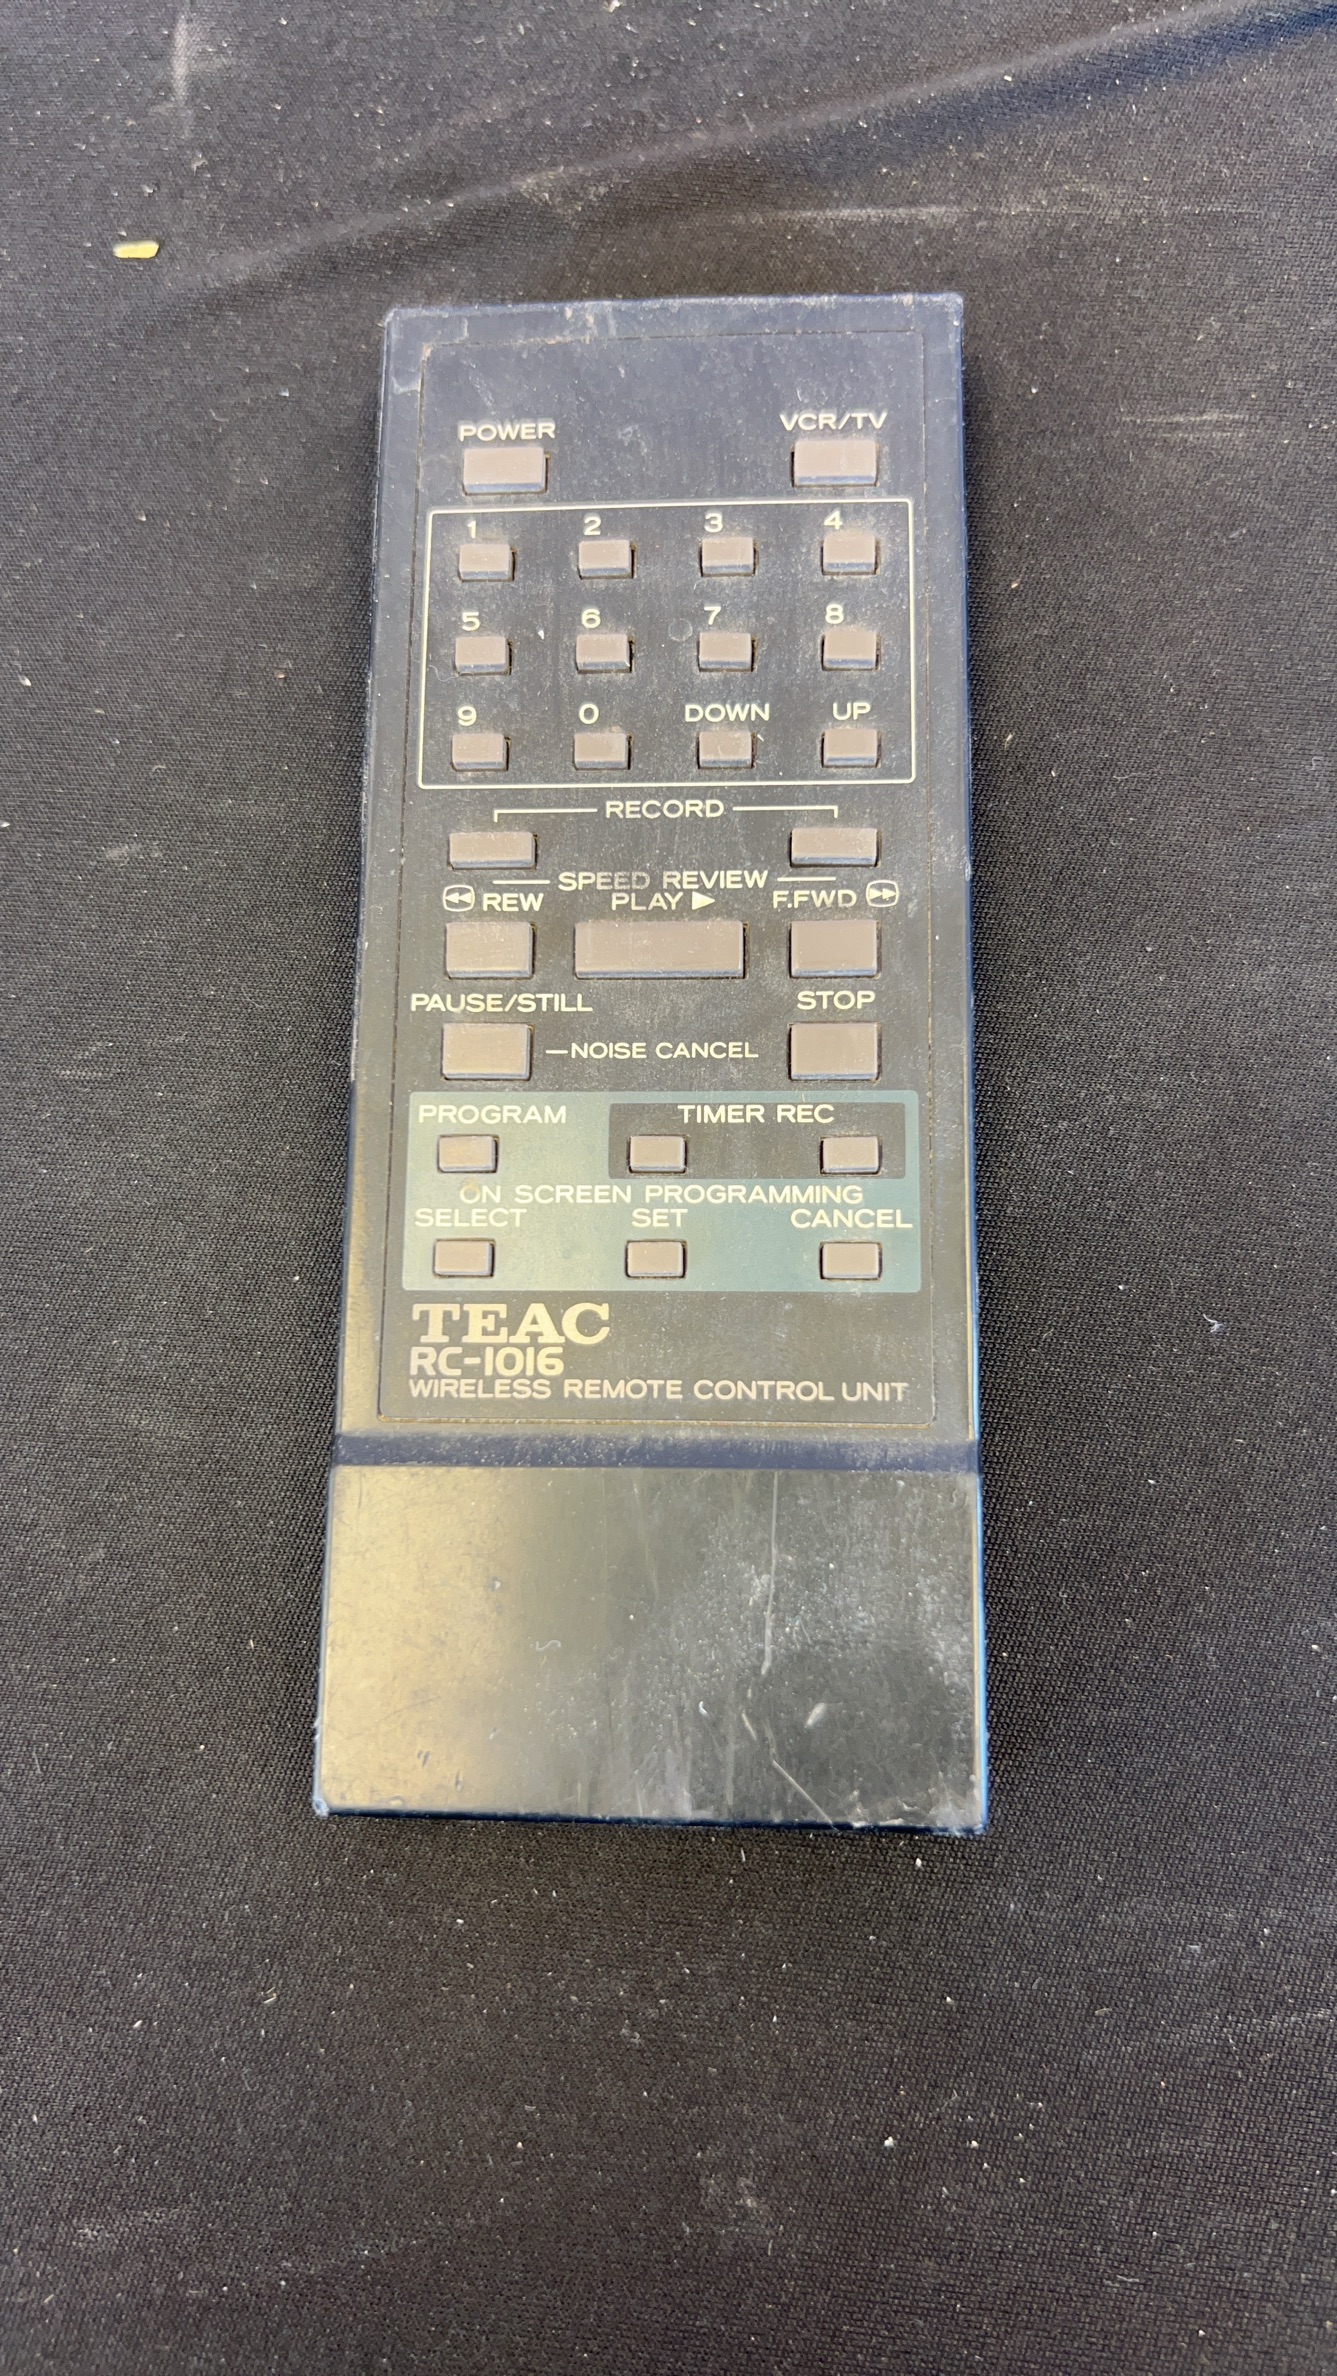 POWER VCR/TV
1 2 3 4
5 6 7 8
9 0 DOWN UP
RECORD
SPEED REVIEW
REW PLAY F.FWD
PAUSE/STILL STOP
NOISE CANCEL
PROGRAM TIMER REC
ON SCREEN PROGRAMMING
SELECT SET CANCEL
TEAC
RC-1016
WIRELESS REMOTE CONTROL UNIT